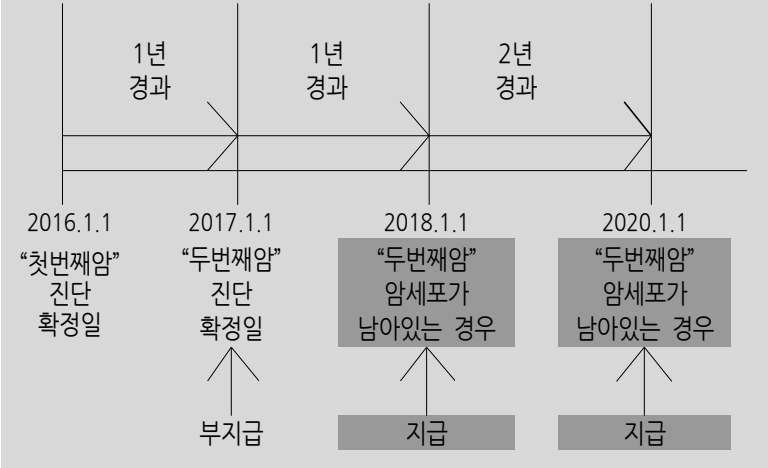 1년
경과
1년
경과
2년
경과
2016.1.1
2017.1.1
2018.1.1
2020.1.1
“첫번째암”
진단
확정일
“두번째암”
진단
확정일
“두번째암”
암세포가
남아있는 경우
“두번째암”
암세포가
남아있는 경우
부지급
지급
지급